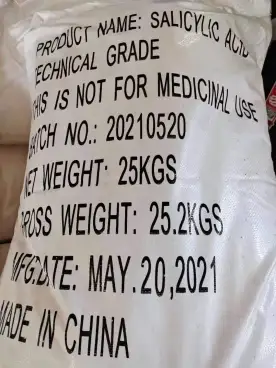 PRODUCT NAME: SALICYLIC ACID
TECHNICAL GRADE
THIS IS NOT FOR MEDICINAL USE
BATCH NO.: 20210520
NET WEIGHT: 25KGS
GROSS WEIGHT: 25.2KGS
MFG.DATE: MAY.20,2021
MADE IN CHINA